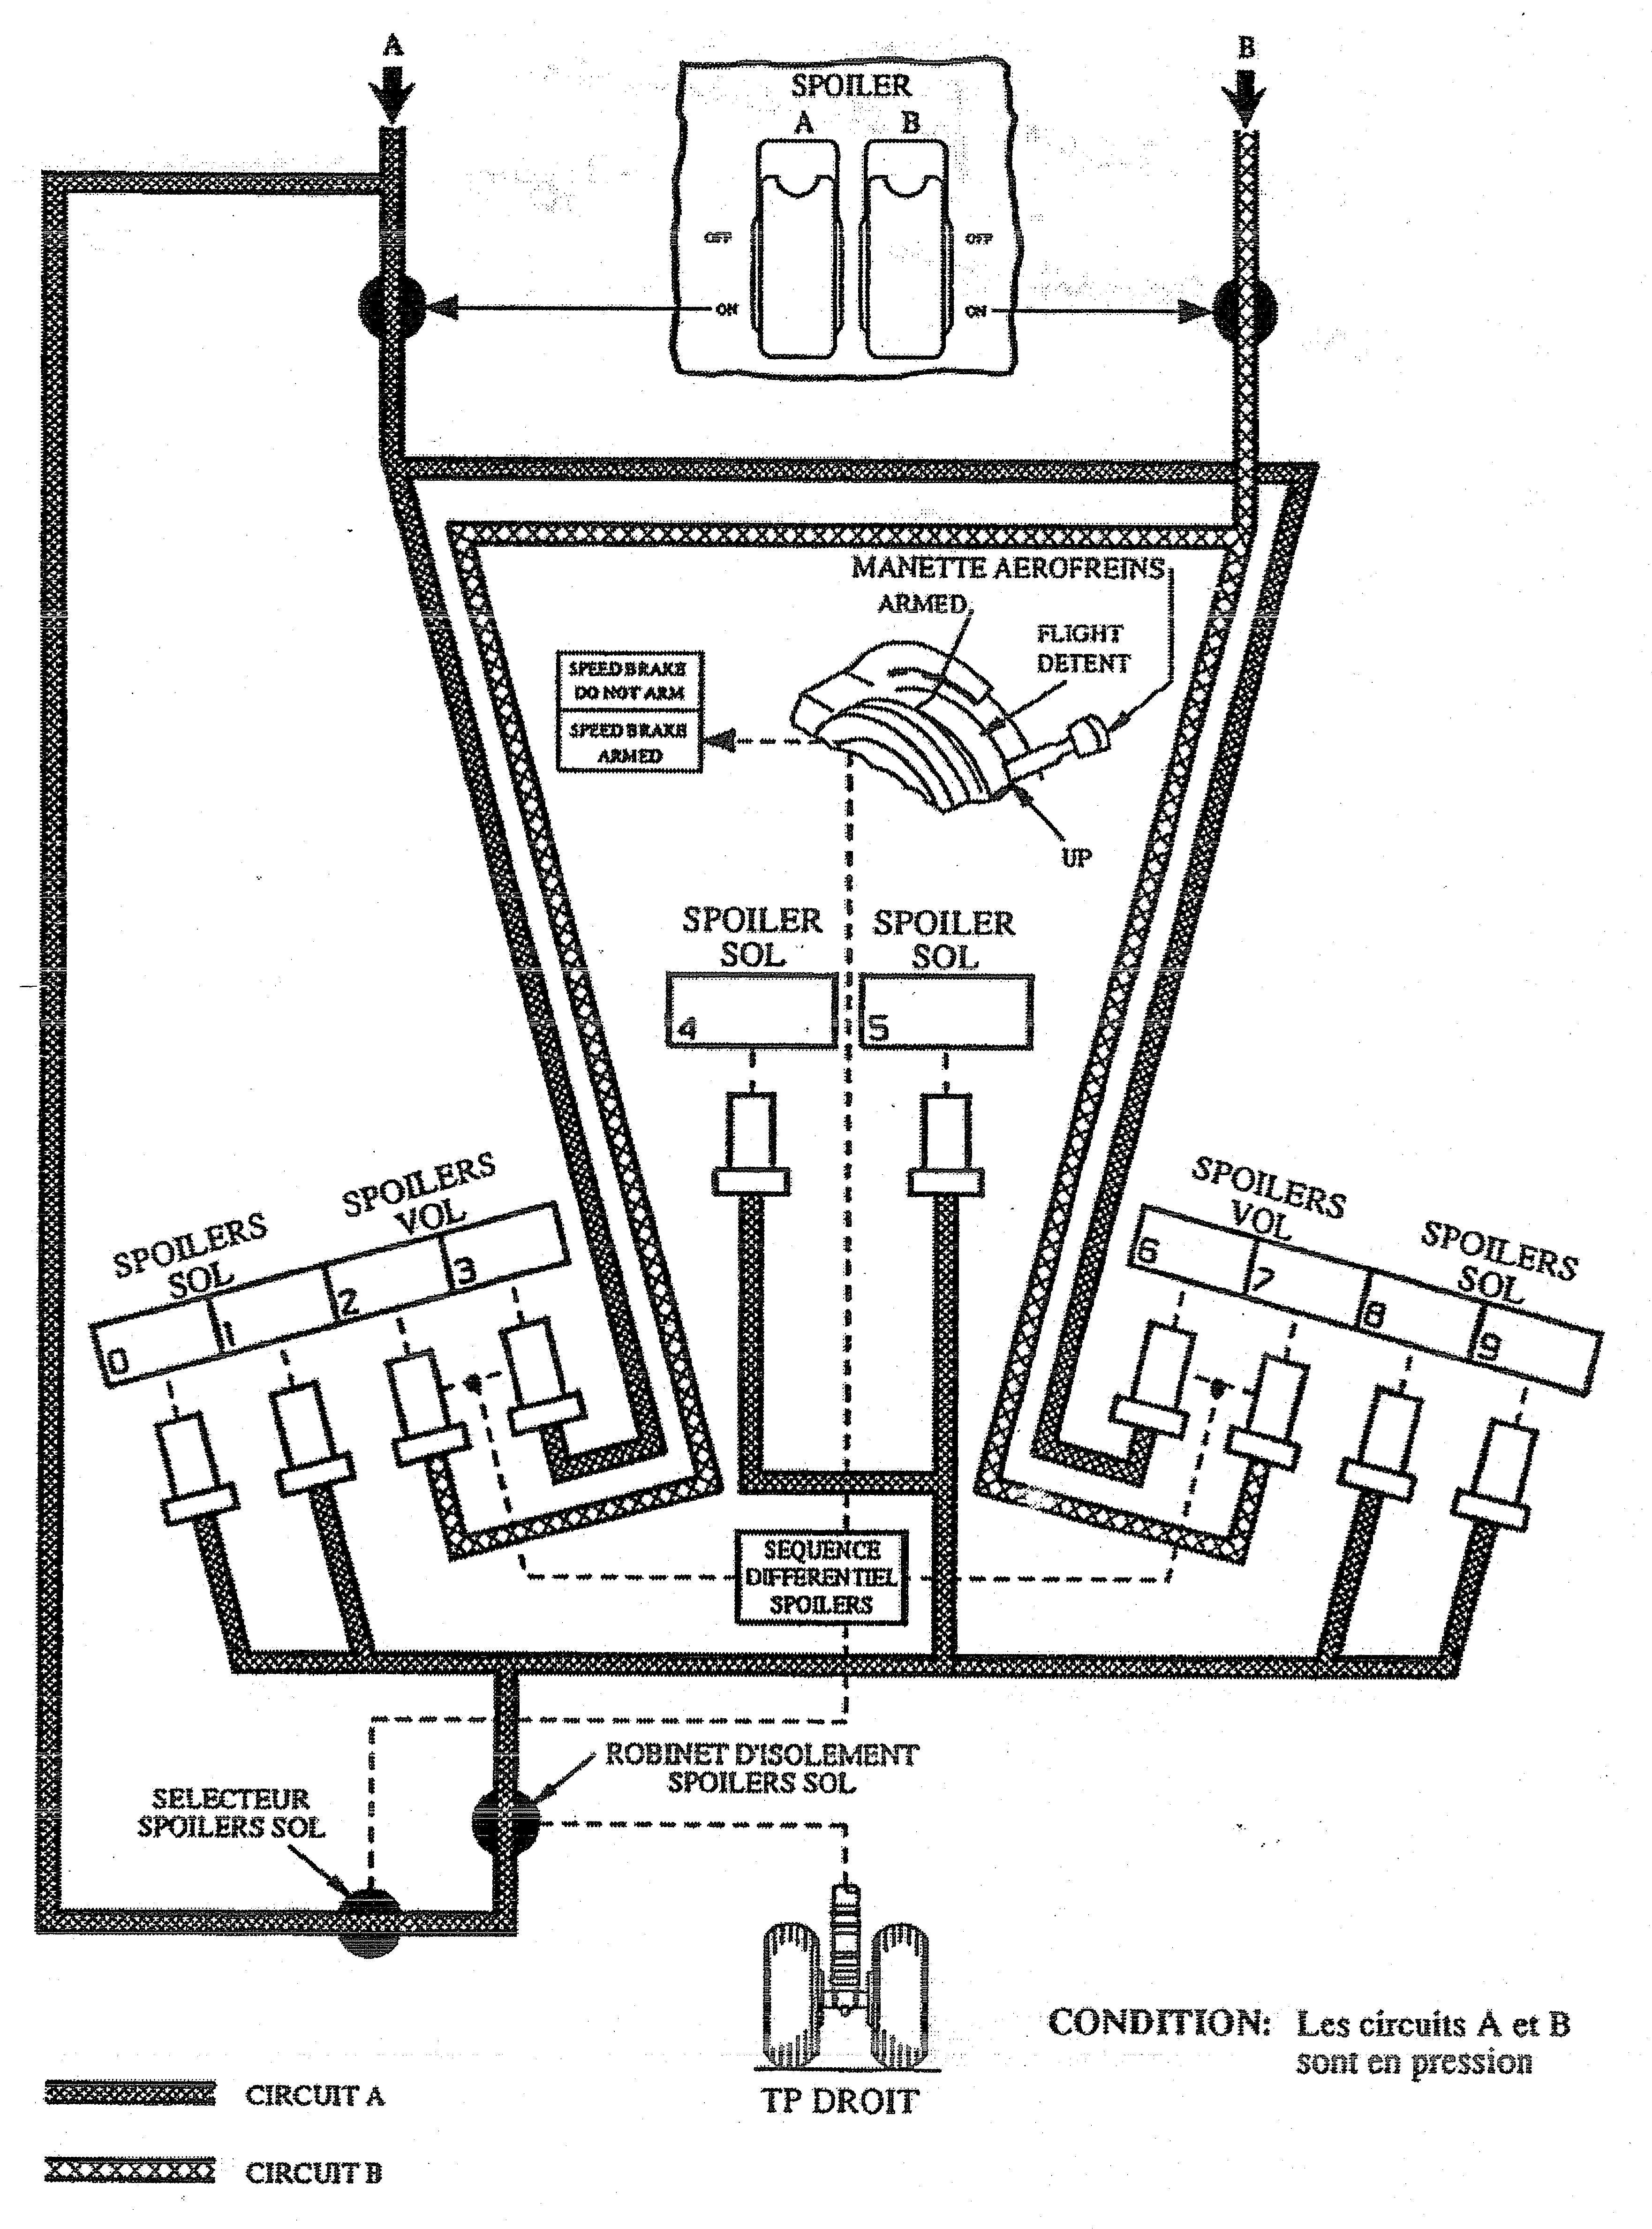 A
B
SPOILER
A B
OFF
OFF
ON
ON
MANETTE AEROFREINS
ARMED
FLIGHT
DETENT
SPEED BRAKE
DO NOT ARM
SPEED BRAKE
ARMED
UP
SPOILER
SOL
SPOILER
SOL
4
5
SPOILERS
VOL
SPOILERS
SOL
0
1
2
3
SPOILERS
VOL
SPOILERS
SOL
6
7
8
9
SEQUENCE
DIFFERENTIEL
SPOILERS
ROBINET D'ISOLEMENT
SPOILERS SOL
SELECTEUR
SPOILERS SOL
TP DROIT
CONDITION: Les circuits A et B
sont en pression
CIRCUIT A
CIRCUIT B